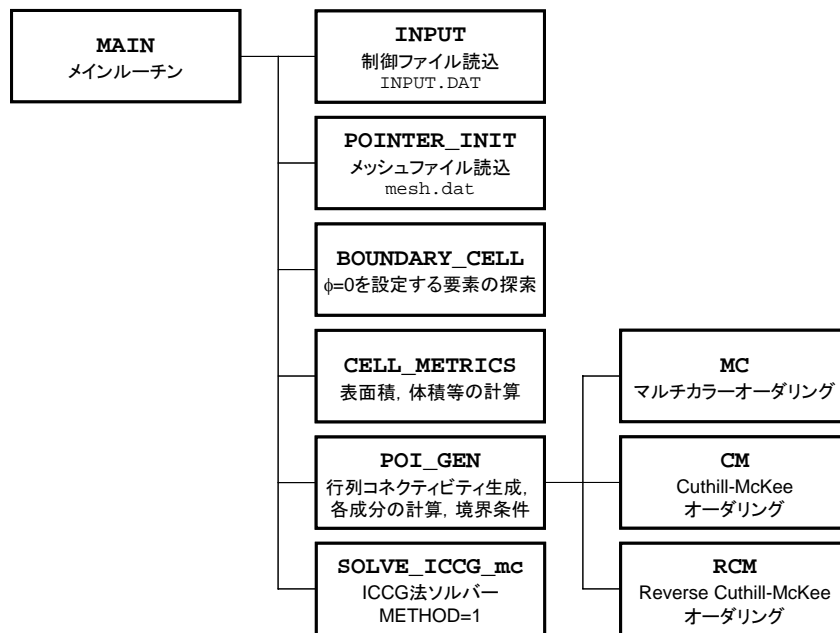 MAIN
メインルーチン
INPUT
制御ファイル読込
INPUT.DAT
POINTER_INIT
メッシュファイル読込
mesh.dat
BOUNDARY_CELL
φ=0を設定する要素の探索
CELL_METRICS
表面積, 体積等の計算
POI_GEN
行列コネクティビティ生成,
各成分の計算, 境界条件
SOLVE_ICCG_mc
ICCG法ソルバー
METHOD=1
MC
マルチカラーオーダリング
CM
Cuthill-McKee
オーダリング
RCM
Reverse Cuthill-McKee
オーダリング